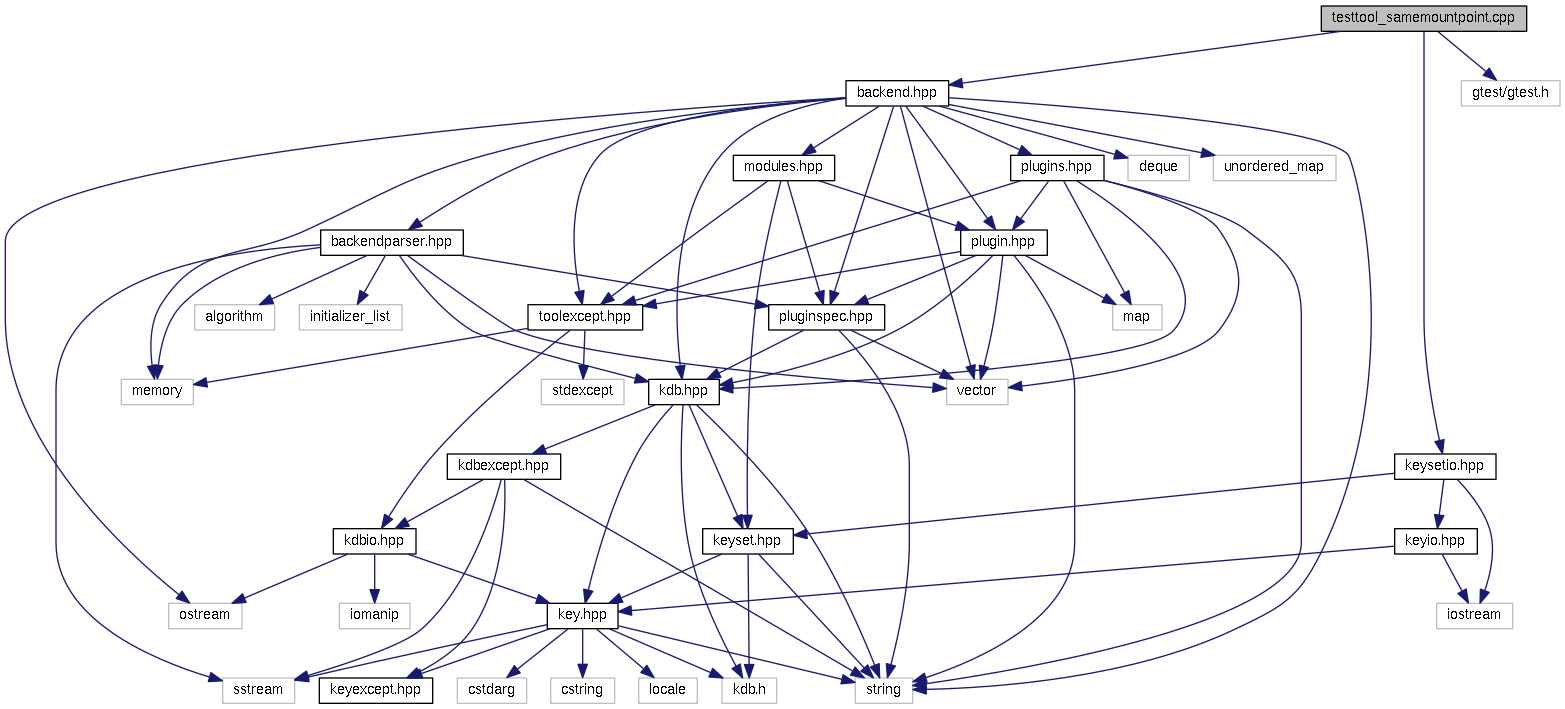 testtool_samemountpoint.cpp
backend.hpp
gtest/gtest.h
modules.hpp
plugins.hpp
deque
unordered_map
backendparser.hpp
plugin.hpp
algorithm
initializer_list
toolexcept.hpp
pluginspec.hpp
map
memory
stdexcept
kdb.hpp
vector
kdbexcept.hpp
keysetio.hpp
kdbio.hpp
keyset.hpp
keyio.hpp
ostream
iomanip
key.hpp
iostream
sstream
keyexcept.hpp
cstdarg
cstring
locale
kdb.h
string